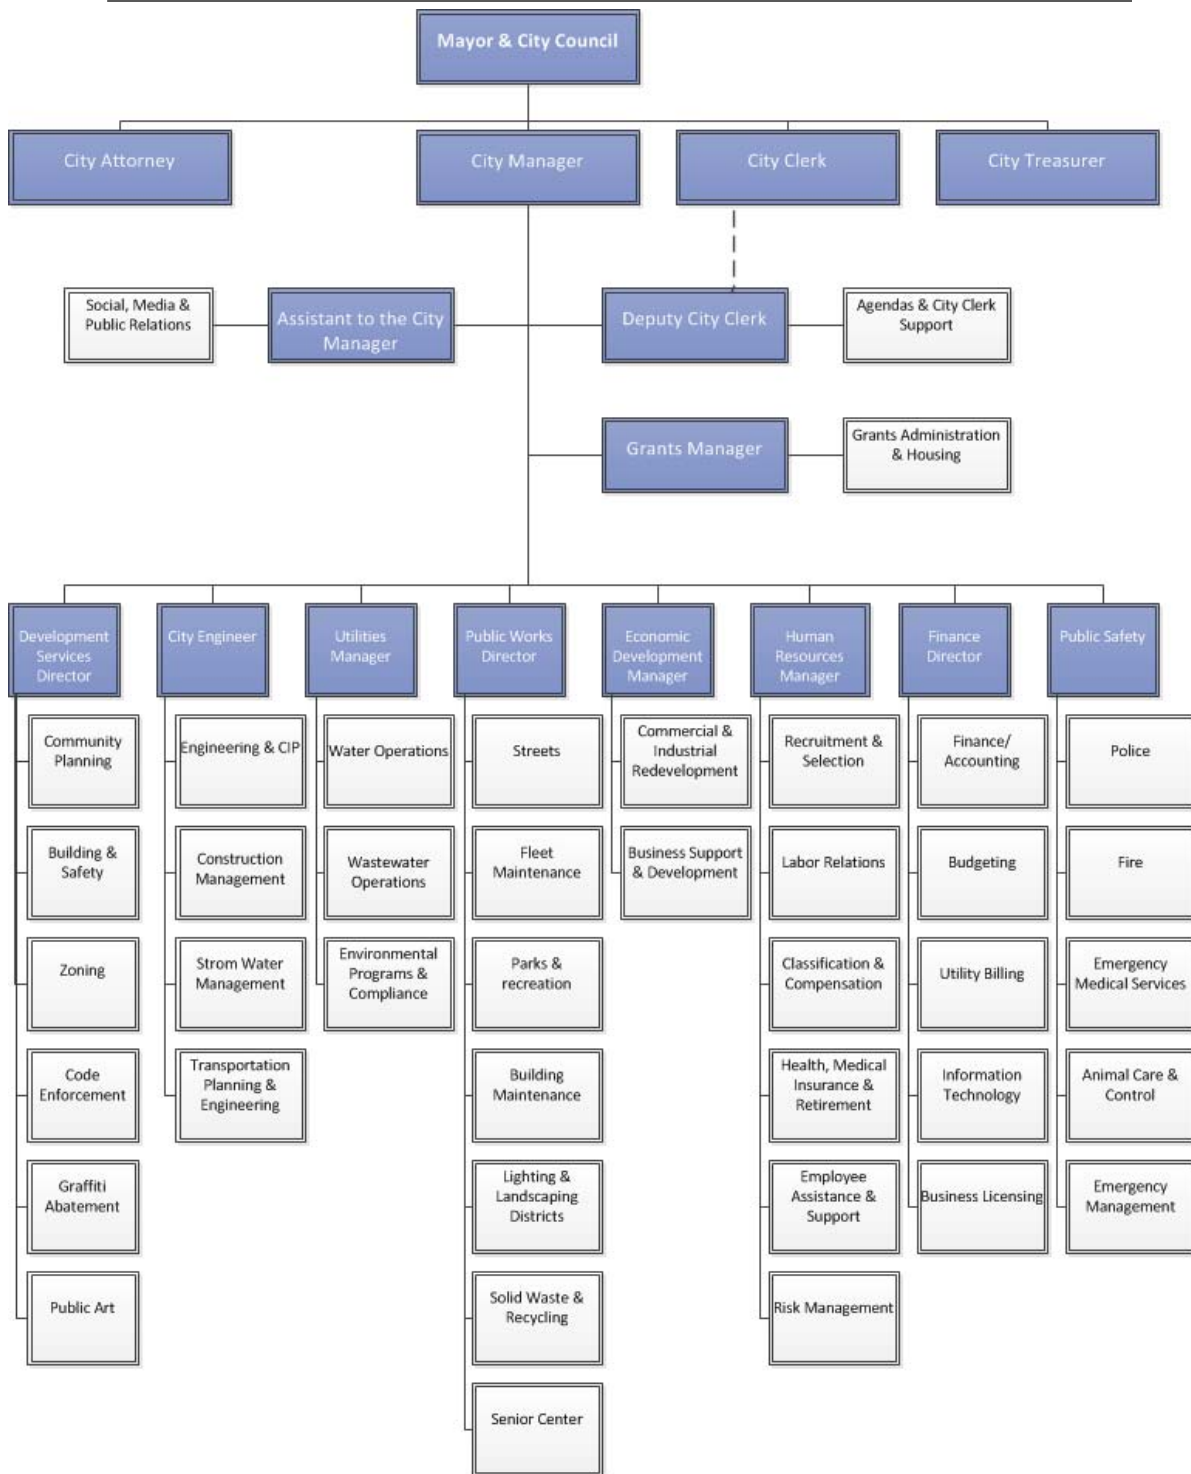 Mayor & City Council
City Attorney
City Manager
City Clerk
City Treasurer
Social, Media &
Public Relations
Assistant to the City
Manager
Deputy City Clerk
Agendas & City Clerk
Support
Grants Manager
Grants Administration
& Housing
Development
Services
Director
City Engineer
Utilities
Manager
Public Works
Director
Economic
Development
Manager
Human
Resources
Manager
Finance
Director
Public Safety
Community
Planning
Engineering & CIP
Water Operations
Streets
Commercial &
Industrial
Redevelopment
Recruitment &
Selection
Finance/
Accounting
Police
Building &
Safety
Construction
Management
Wastewater
Operations
Fleet
Maintenance
Business Support
& Development
Labor Relations
Budgeting
Fire
Zoning
Strom Water
Management
Environmental
Programs &
Compliance
Parks &
recreation
Classification &
Compensation
Utility Billing
Emergency
Medical Services
Code
Enforcement
Transportation
Planning &
Engineering
Building
Maintenance
Health, Medical
Insurance &
Retirement
Information
Technology
Animal Care &
Control
Graffiti
Abatement
Lighting &
Landscaping
Districts
Employee
Assistance &
Support
Business Licensing
Emergency
Management
Public Art
Solid Waste &
Recycling
Risk Management
Senior Center